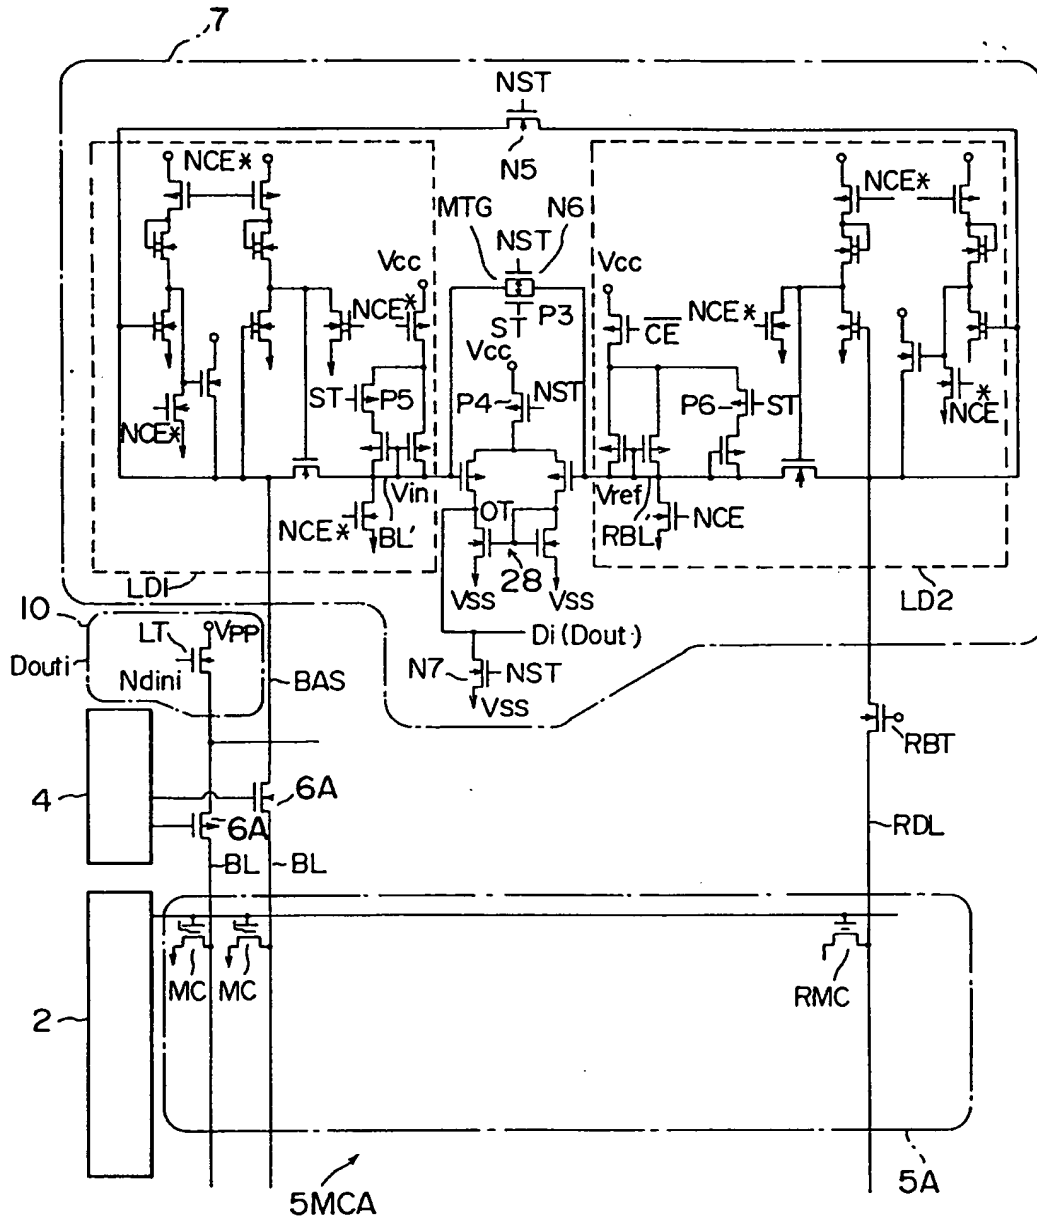 7
NST
N5
NCE*
NCE*
MTG
N6
NST
Vcc
Vcc
NCE*
P3
ST
CE
NCE*
Vcc
NST
ST
P5
P4
P6
ST
NCE*
NCE*
Vin
OT
Vref
NCE*
BL'
RBL
NCE
LD1
28
LD2
VSS
VSS
10
LT
VPP
Di(Dout)
Douti
Ndini
BAS
N7
NST
VSS
RBT
4
6A
6A
RDL
BL
BL
MC
MC
RMC
2
5A
5MCA